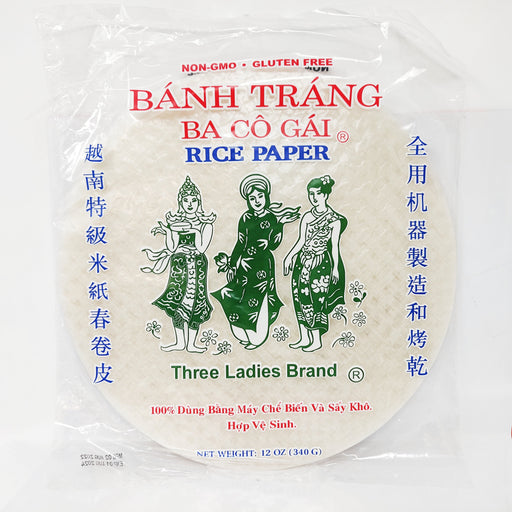 NON-GMO • GLUTEN FREE
BÁNH TRÁNG
BA CÔ GÁI ®
RICE PAPER
越南特級米紙春卷皮
全用机器製造和烤乾
Three Ladies Brand ®
100% Dùng Bằng Máy Chế Biến Và Sấy Khô.
Hợp Vệ Sinh.
NET WEIGHT: 12 OZ (340 G)